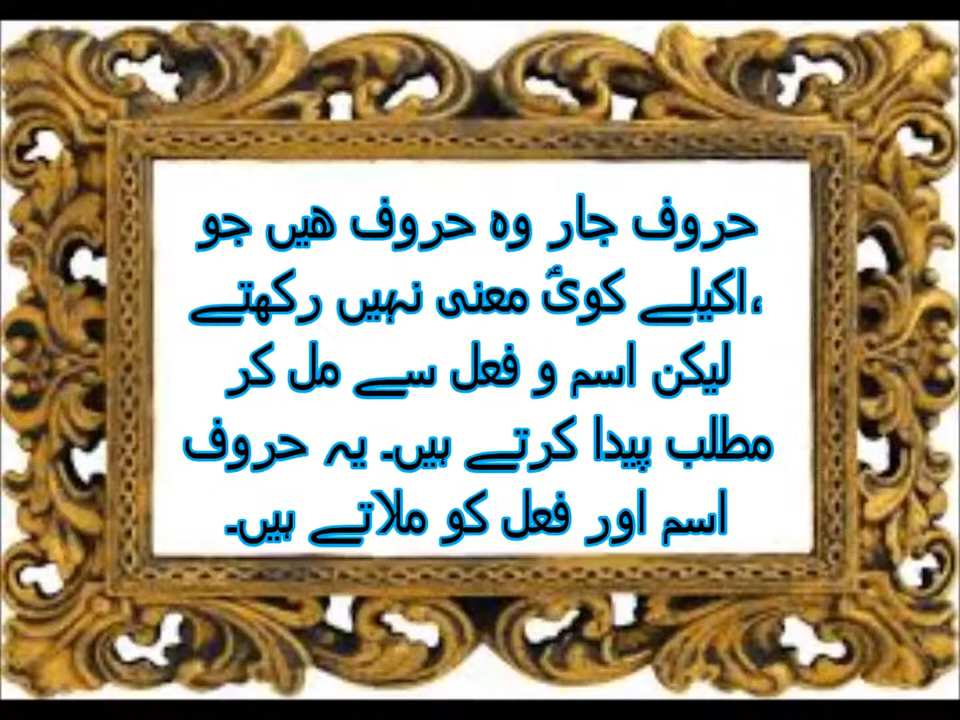 حروف جار وہ حروف ھیں جو
اکیلے کوئ معنی نہیں رکھتے،
لیکن اسم و فعل سے مل کر
مطلب پیدا کرتے ہیں۔ یہ حروف
اسم اور فعل کو ملاتے ہیں۔